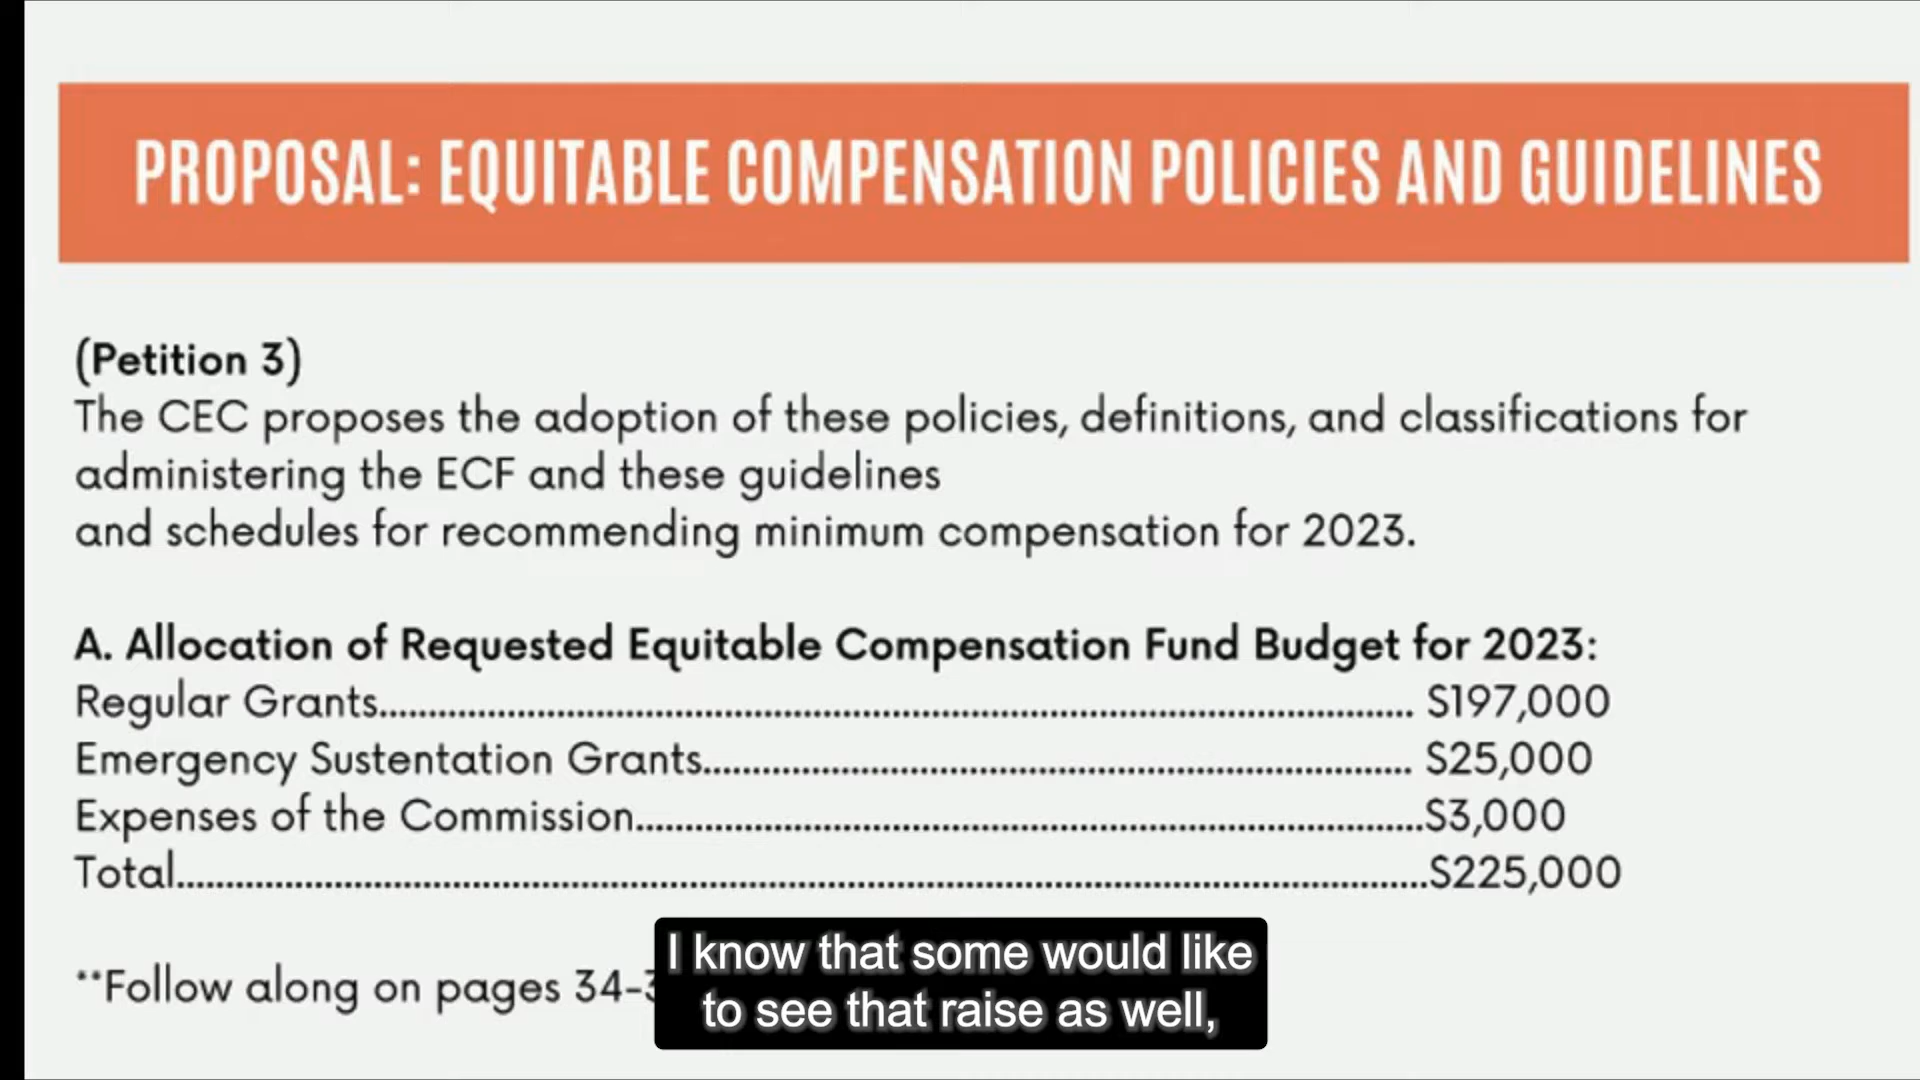 PROPOSAL: EQUITABLE COMPENSATION POLICIES AND GUIDELINES
(Petition 3)
The CEC proposes the adoption of these policies, definitions, and classifications for
administering the ECF and these guidelines
and schedules for recommending minimum compensation for 2023.
A. Allocation of Requested Equitable Compensation Fund Budget for 2023:
Regular Grants.......................................................................................................... $197,000
Emergency Sustentation Grants........................................................................ $25,000
Expenses of the Commission................................................................................$3,000
Total...............................................................................................................................$225,000
**Follow along on pages 34-
I know that some would like
to see that raise as well,